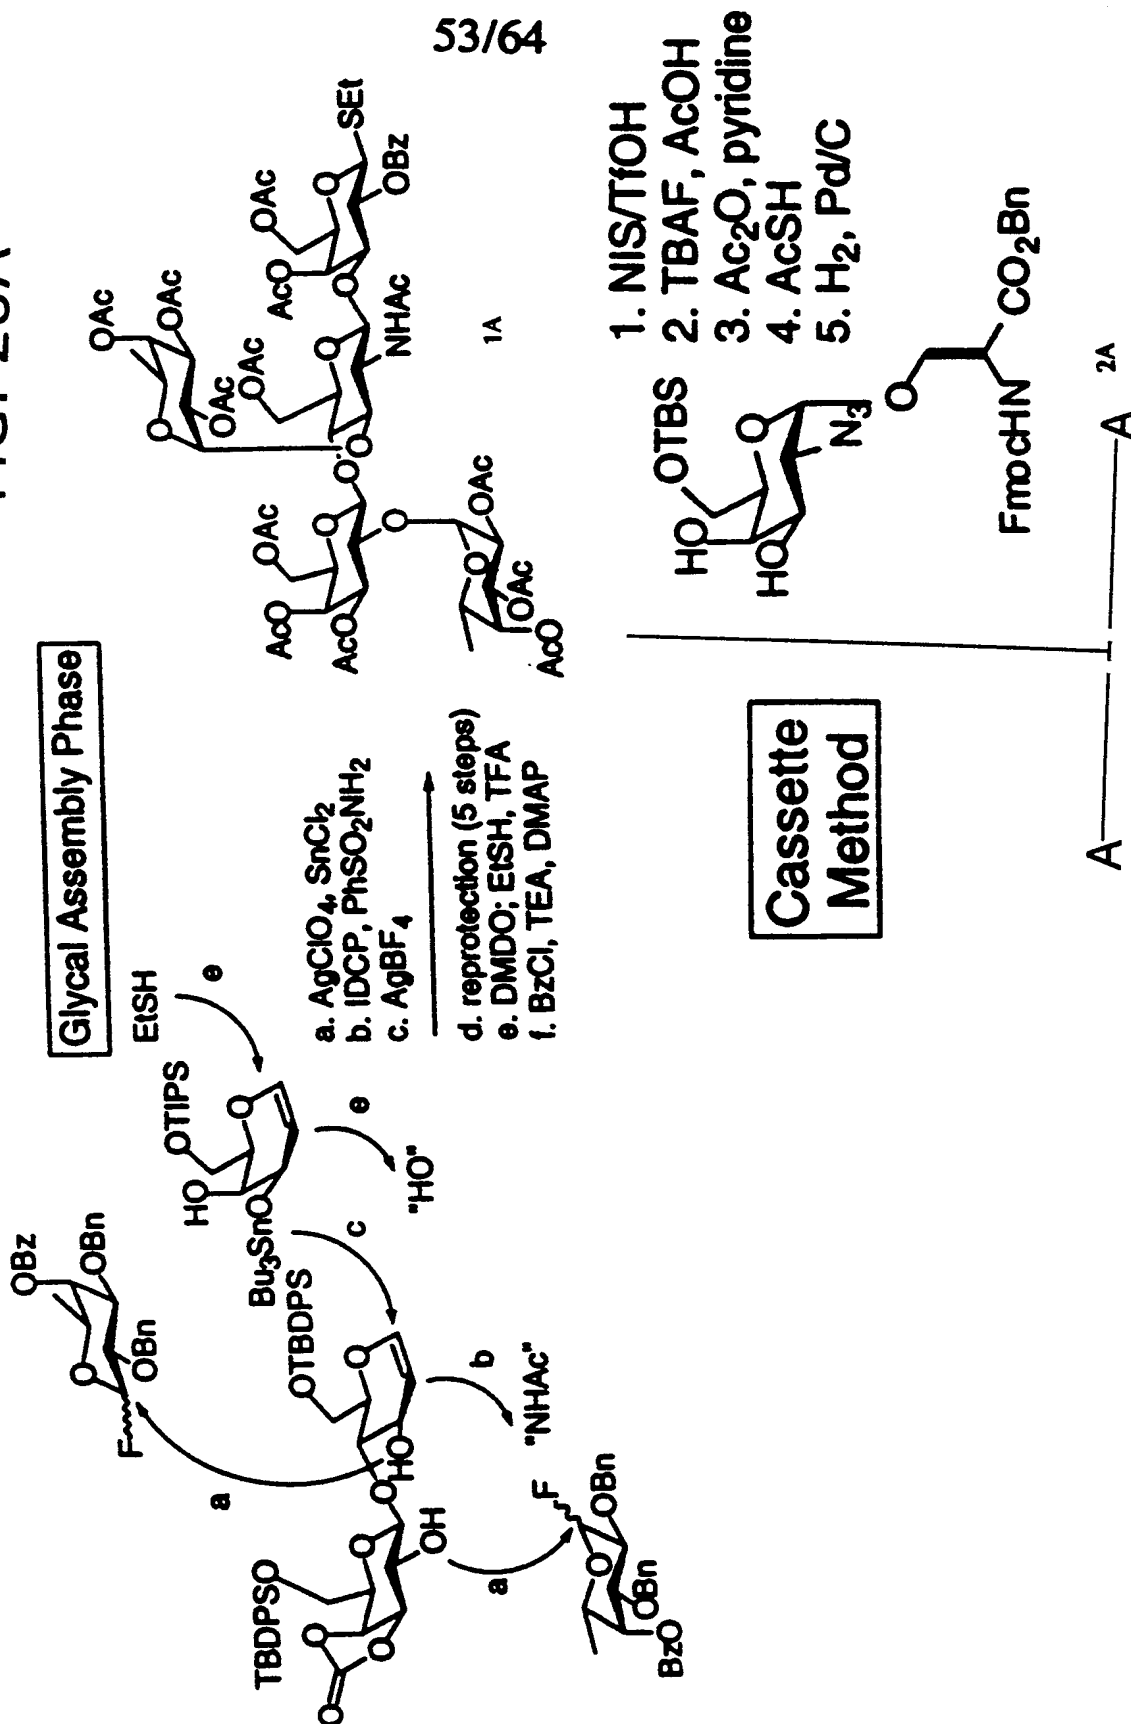 53/64
Glycal Assembly Phase
EtSH
e
OTIPS
O
HO
Bu3SnO
e
"HO"
c
OBz
OBn
O
OBn
F
a
OTBDPS
O
HO
O
b
"NHAc"
TBDPSO
O
O
O
O
OH
a
F
OBn
O
OBn
BzO
a. AgClO4, SnCl2
b. IDCP, PhSO2NH2
c. AgBF4
d. reprotection (5 steps)
e. DMDO; EtSH, TFA
f. BzCl, TEA, DMAP
OAc
OAc
O
OAc
OAc
O
AcO
OAc
O
SEt
OBz
O
NHAc
O
O
OAc
AcO
AcO
O
O
OAc
O
OAc
AcO
1A
Cassette
Method
HO
OTBS
O
HO
N3
O
FmocHN
CO2Bn
2A
1. NIS/TfOH
2. TBAF, AcOH
3. Ac2O, pyridine
4. AcSH
5. H2, Pd/C
A
A